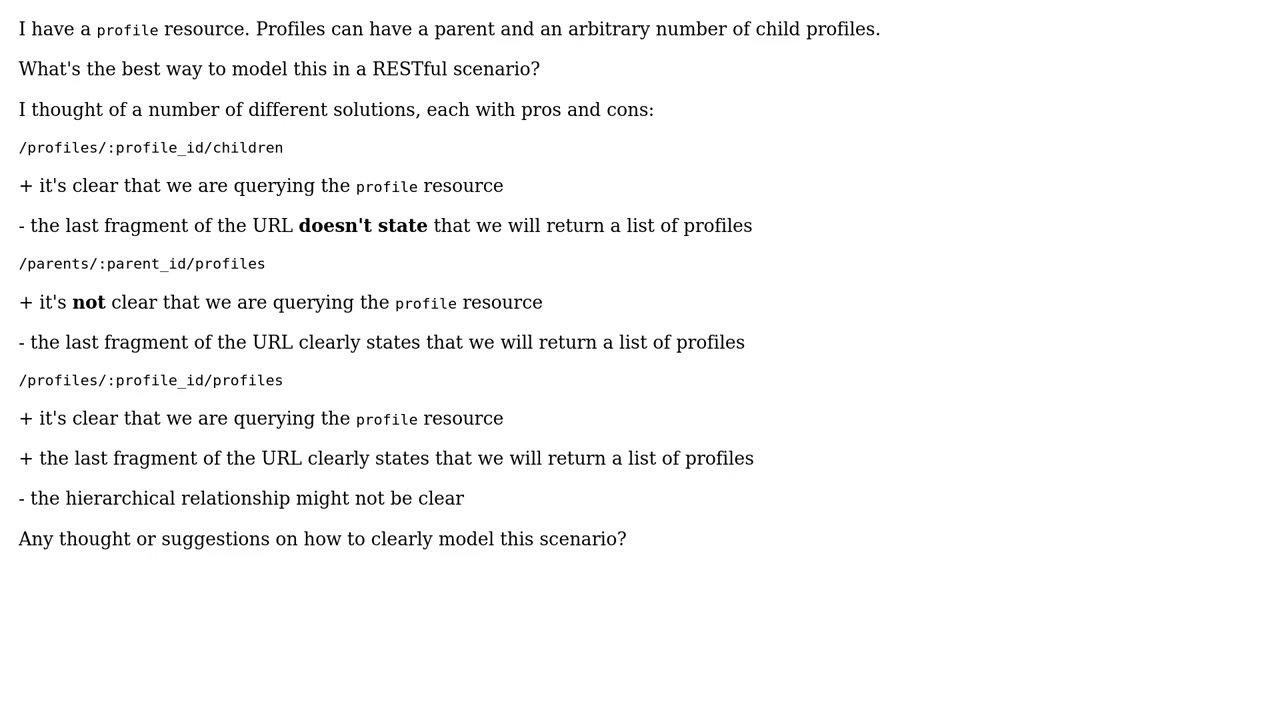 I have a profile resource. Profiles can have a parent and an arbitrary number of child profiles.
What's the best way to model this in a RESTful scenario?
I thought of a number of different solutions, each with pros and cons:
/profiles/:profile_id/children
+ it's clear that we are querying the profile resource
- the last fragment of the URL doesn't state that we will return a list of profiles
/parents/:parent_id/profiles
+ it's not clear that we are querying the profile resource
- the last fragment of the URL clearly states that we will return a list of profiles
/profiles/:profile_id/profiles
+ it's clear that we are querying the profile resource
+ the last fragment of the URL clearly states that we will return a list of profiles
- the hierarchical relationship might not be clear
Any thought or suggestions on how to clearly model this scenario?